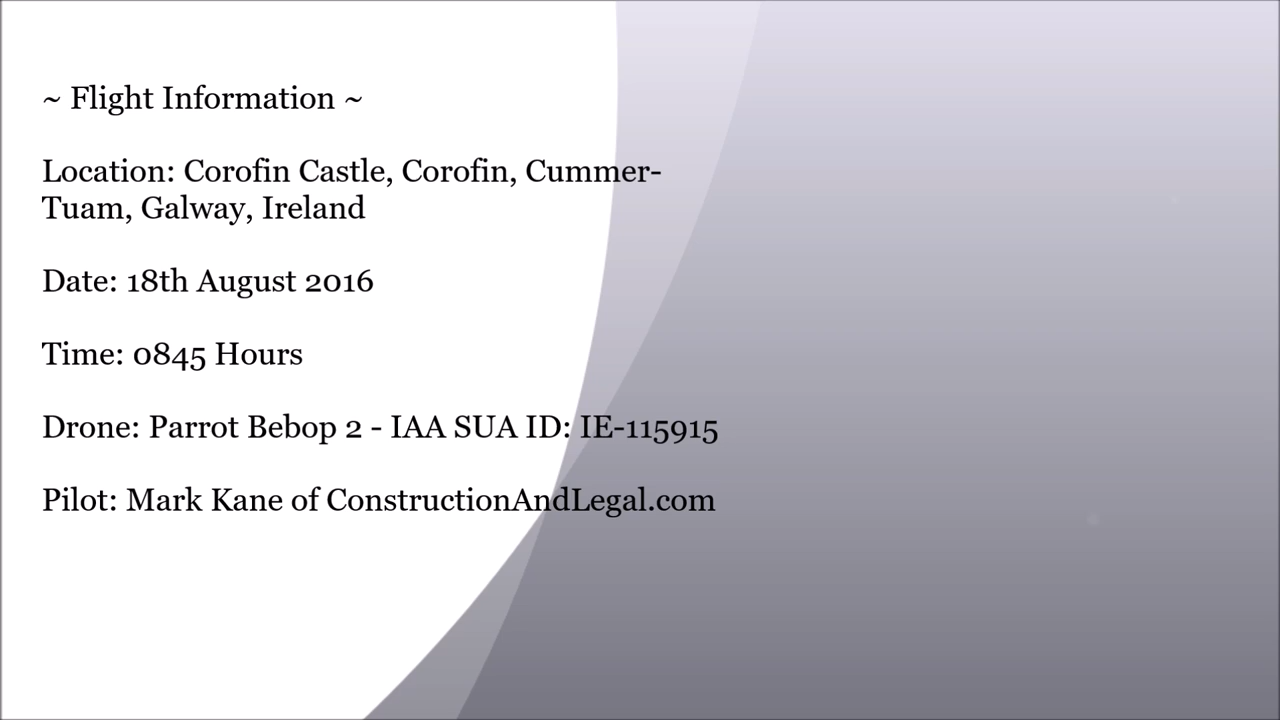 ~ Flight Information ~
Location: Corofin Castle, Corofin, Cummer-
Tuam, Galway, Ireland
Date: 18th August 2016
Time: 0845 Hours
Drone: Parrot Bebop 2 - IAA SUA ID: IE-115915
Pilot: Mark Kane of ConstructionAndLegal.com